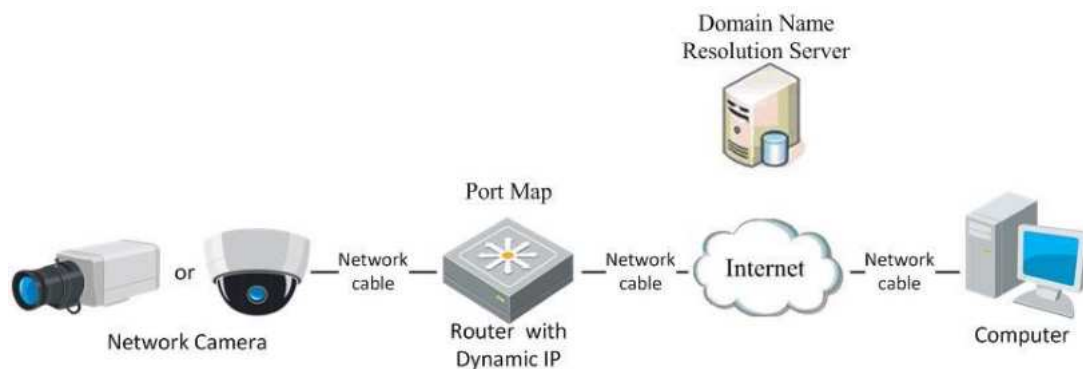 Domain Name
Resolution Server
Port Map
or
Network
cable
Network
cable
Internet
Network
cable
Network Camera
Router with
Dynamic IP
Computer